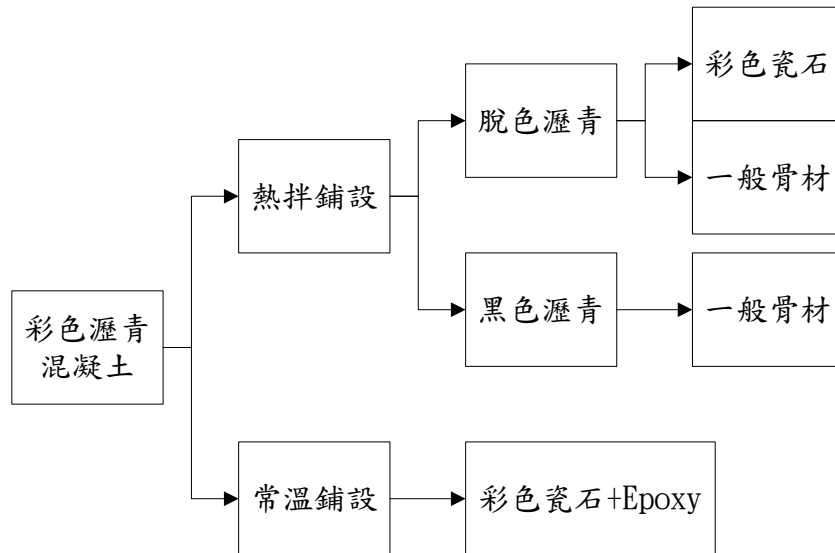 彩色瓷石
脫色瀝青
一般骨材
熱拌鋪設
黑色瀝青
一般骨材
彩色瀝青
混凝土
常溫鋪設
彩色瓷石+Epoxy